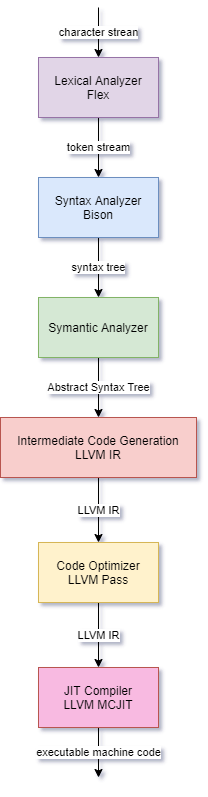 character strean
Lexical Analyzer
Flex
token stream
Syntax Analyzer
Bison
syntax tree
Symantic Analyzer
Abstract Syntax Tree
Intermediate Code Generation
LLVM IR
LLVM IR
Code Optimizer
LLVM Pass
LLVM IR
JIT Compiler
LLVM MCJIT
executable machine code